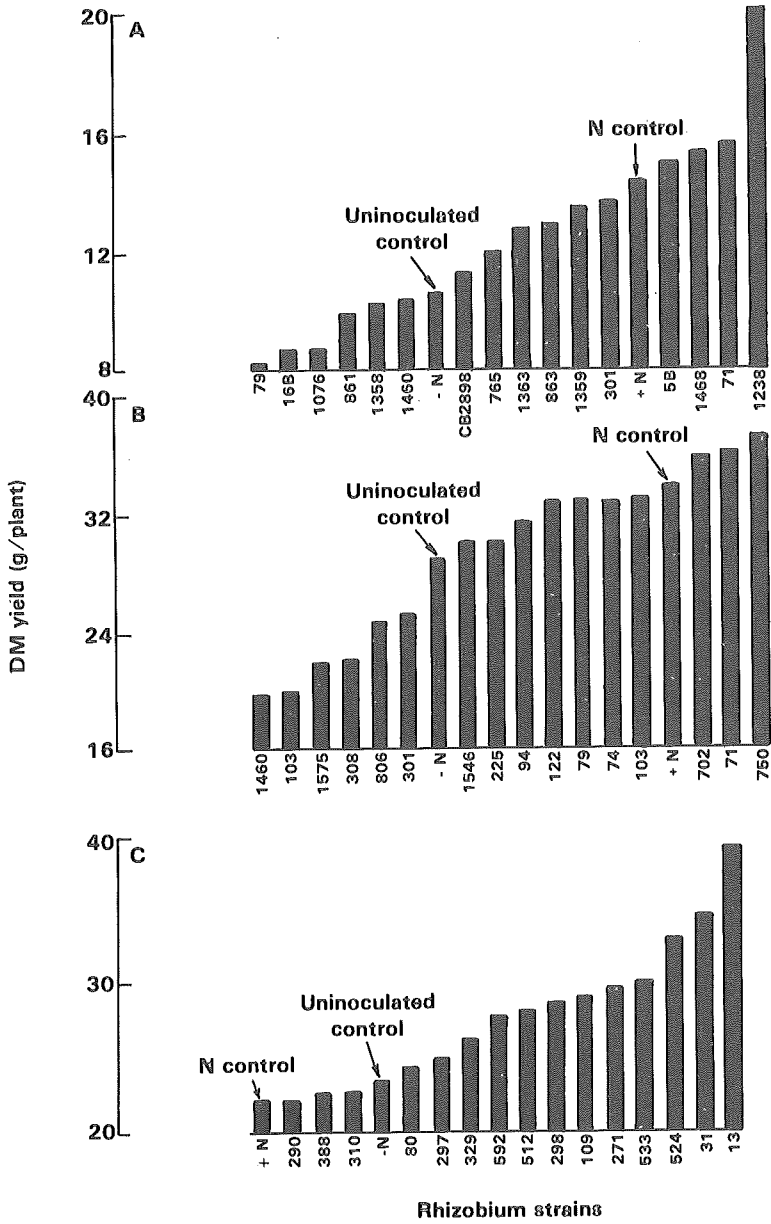 20
A
16
12
8
N control
Uninoculated
control
79
16B
1076
861
1358
1460
- N
CB2898
765
1363
863
1359
301
+ N
5B
1468
71
1238
40
B
32
24
16
N control
Uninoculated
control
1460
103
1575
308
806
301
- N
1546
225
94
122
79
74
103
+ N
702
71
750
DM yield (g/plant)
40
C
30
20
Uninoculated
control
N control
+ N
290
388
310
-N
80
297
329
592
512
298
109
271
533
524
31
13
Rhizobium strains